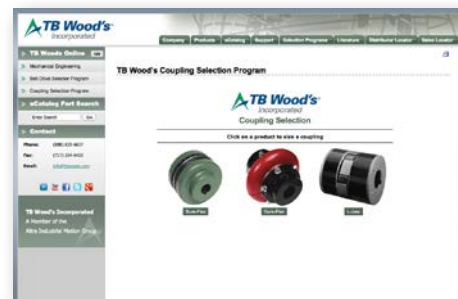 TB Wood's®
Incorporated
Company Products eCatalog Support Selection Programs Literature Distributor Locator Sales Locator
TB Woods Online
Mechanical Engineering
Belt Drive Selection Program
Coupling Selection Program
eCatalog Part Search
Enter Search Go
Contact
Phone:
Fax:
Email:
TB Wood's Incorporated
A Member of the
Altra Industrial Motion Group
TB Wood's Coupling Selection Program
TB Wood's®
Incorporated
Coupling Selection
Click on a product to size a coupling
Sure-Flex
Dura-Flex
L-Jaw